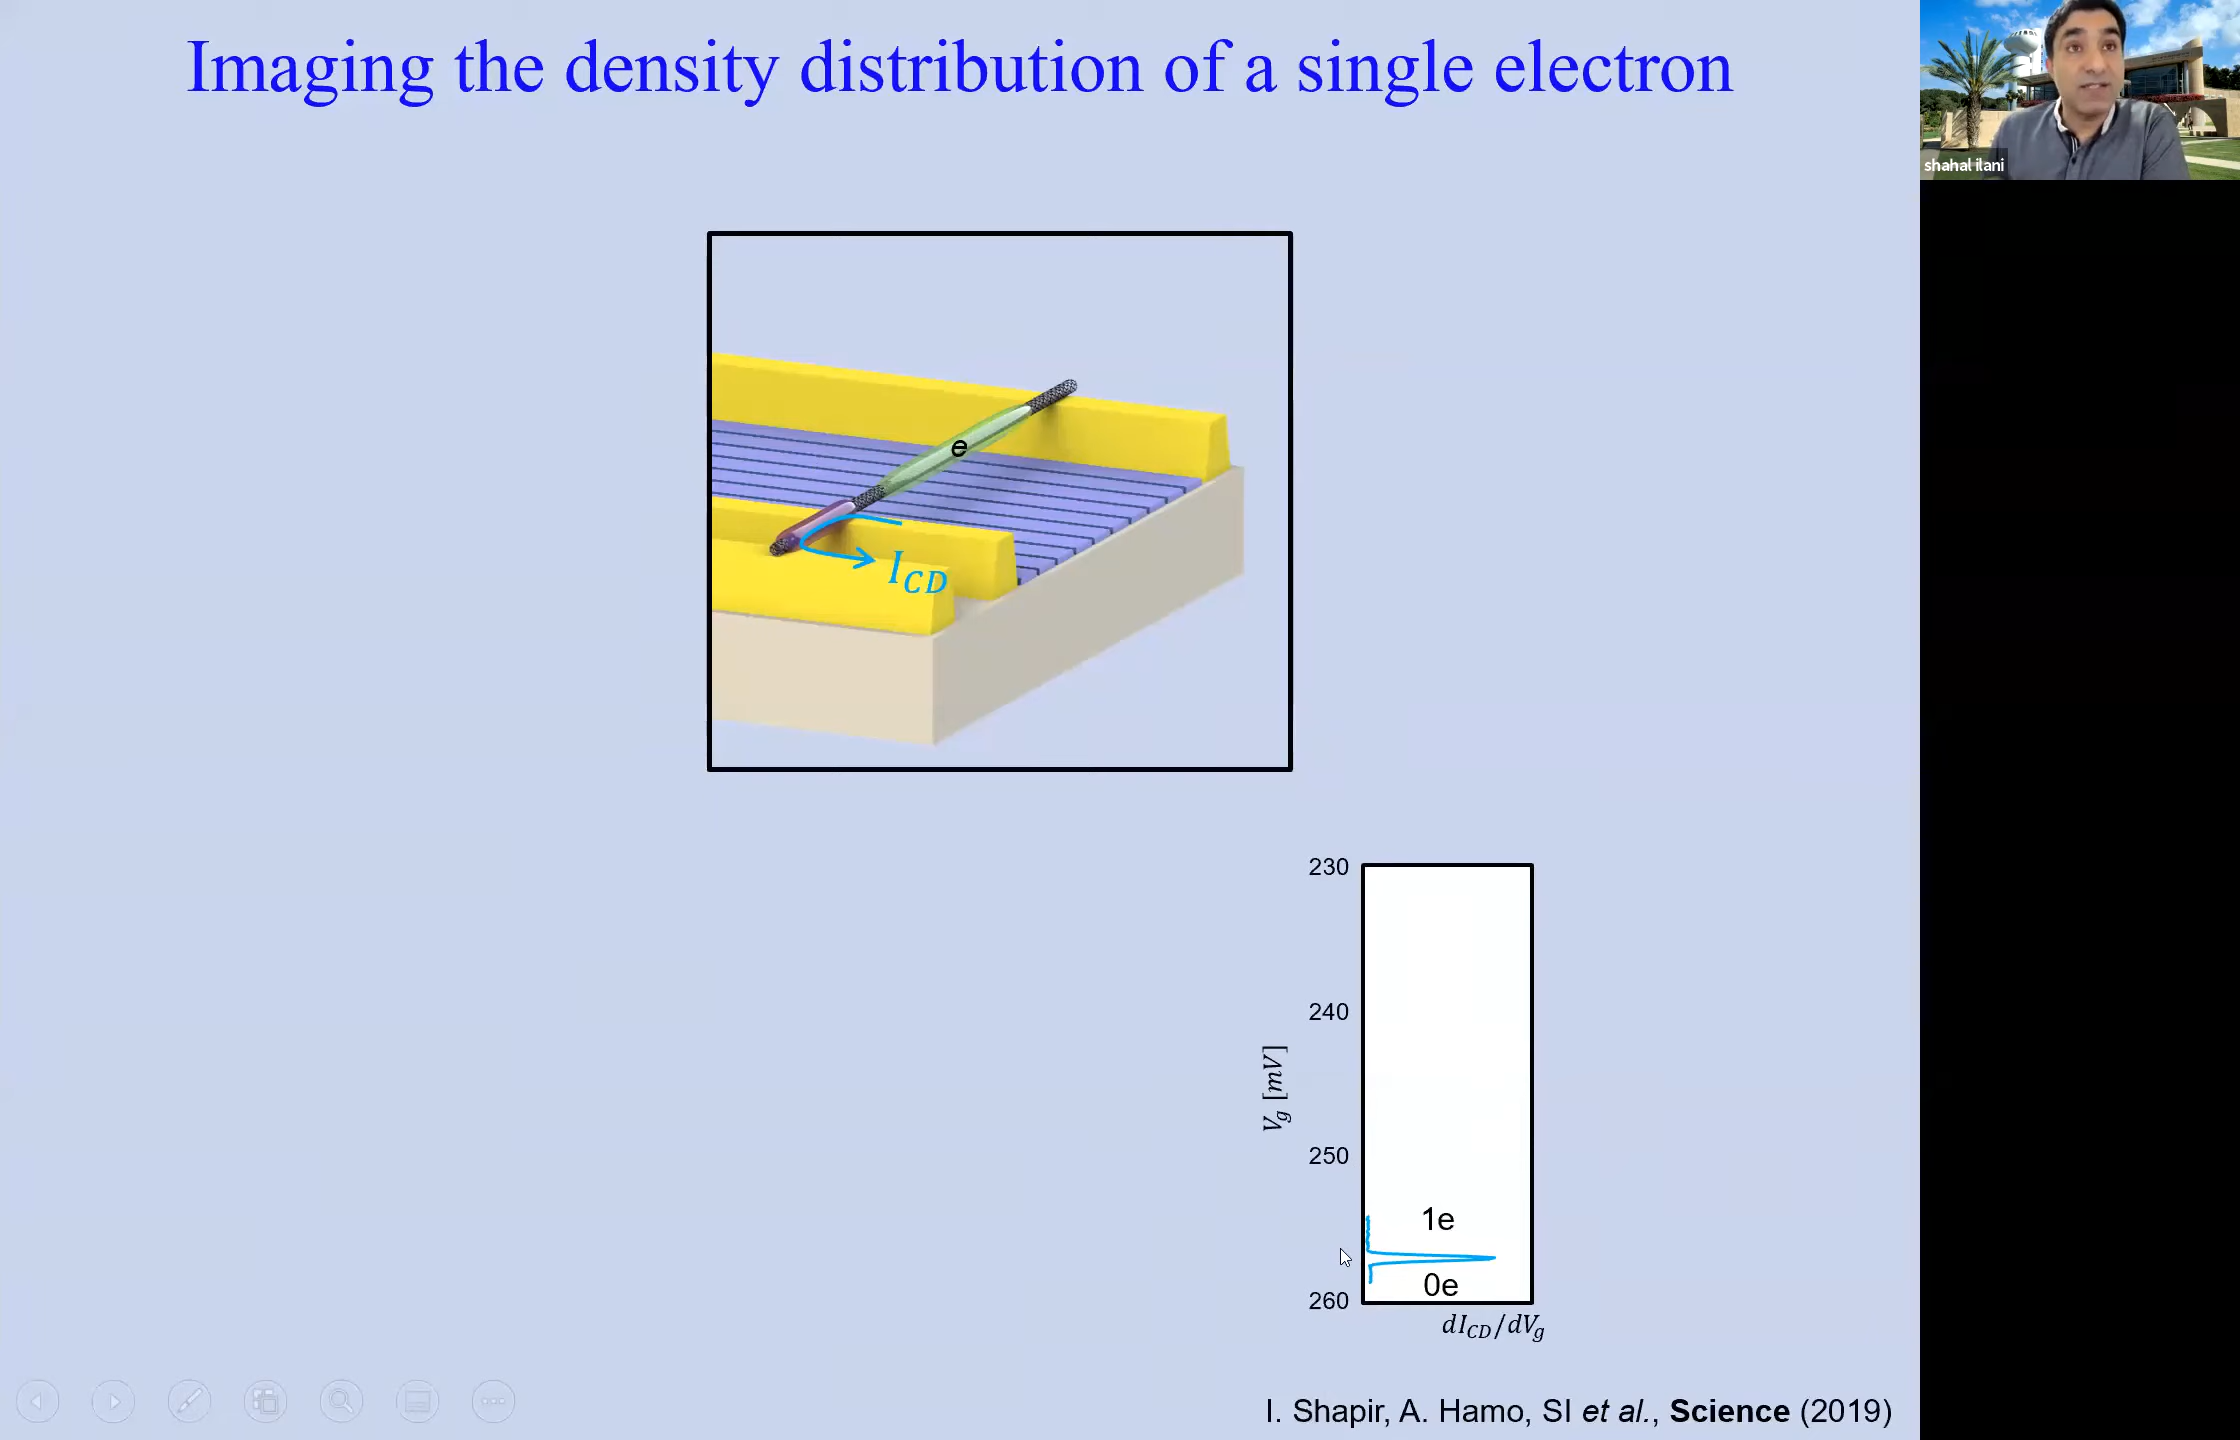 Imaging the density distribution of a single electron
shahal ilani
e
I_CD
230
240
V_g [mV]
250
1e
0e
260
dI_CD/dV_g
I. Shapir, A. Hamo, SI et al., Science (2019)